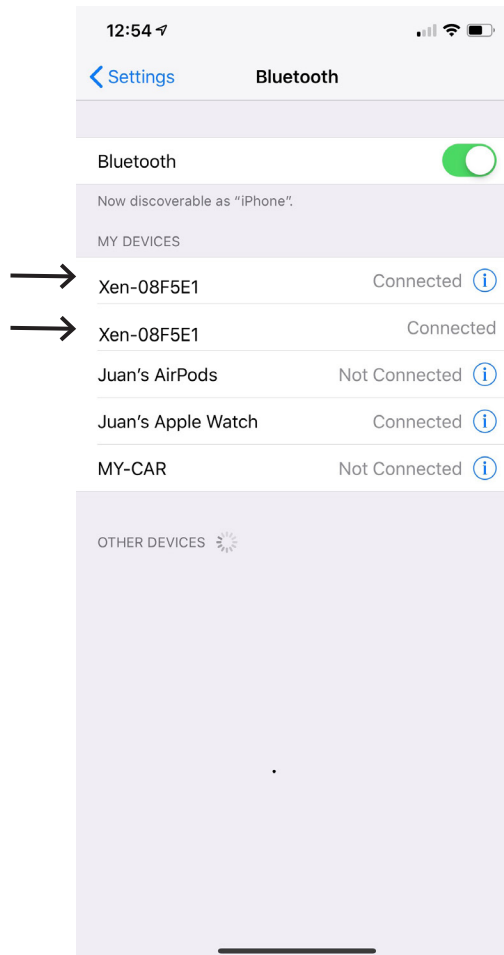 12:54
Settings Bluetooth
Bluetooth
Now discoverable as “iPhone”.
MY DEVICES
Xen-08F5E1 Connected
Xen-08F5E1 Connected
Juan’s AirPods Not Connected
Juan’s Apple Watch Connected
MY-CAR Not Connected
OTHER DEVICES